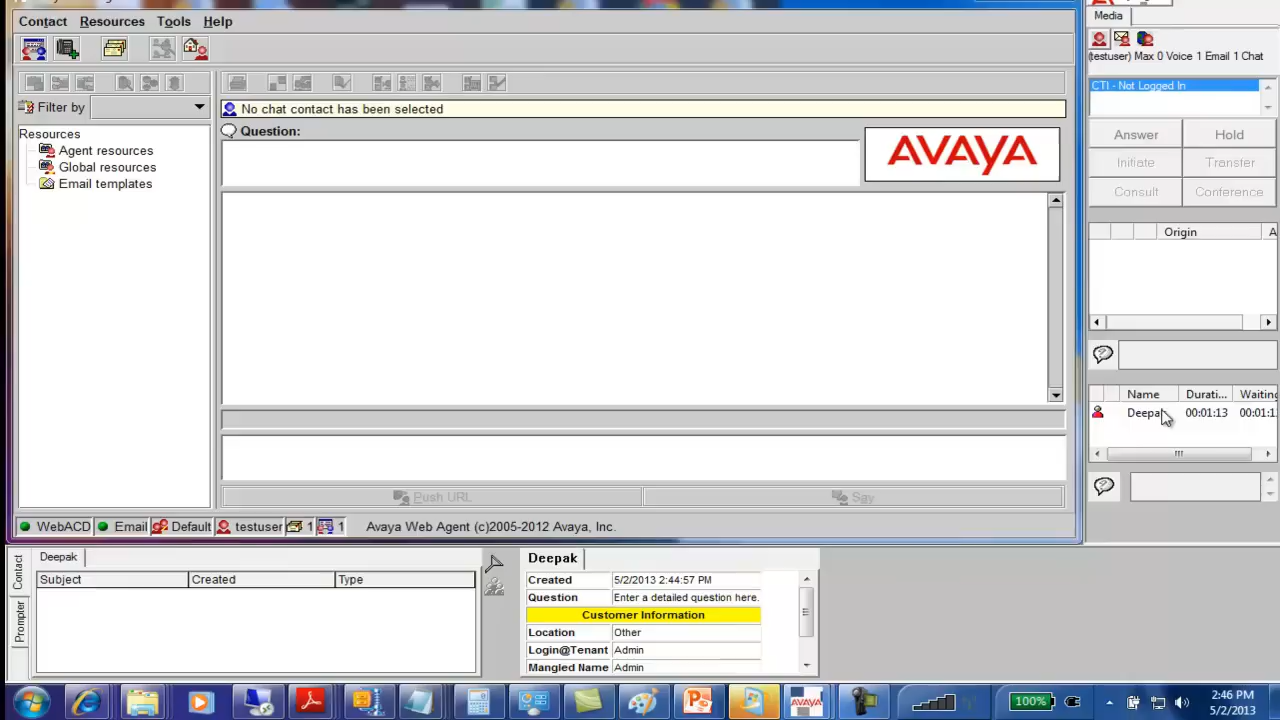 Contact Resources Tools Help
Media
(testuser) Max 0 Voice 1 Email 1 Chat
CTI - Not Logged In
Filter by
No chat contact has been selected
Question:
AVAYA
Resources
Agent resources
Global resources
Email templates
Answer Hold
Initiate Transfer
Consult Conference
Origin A
Name Durati... Waiting
Deepa 00:01:13 00:01:1
Push URL Say
WebACD Email Default testuser 1 1 Avaya Web Agent (c)2005-2012 Avaya, Inc.
Contact
Prompter
Deepak
Subject Created Type
Deepak
Created 5/2/2013 2:44:57 PM
Question Enter a detailed question here.
Customer Information
Location Other
Login@Tenant Admin
Mangled Name Admin
AVAYA
100%
2:46 PM
5/2/2013